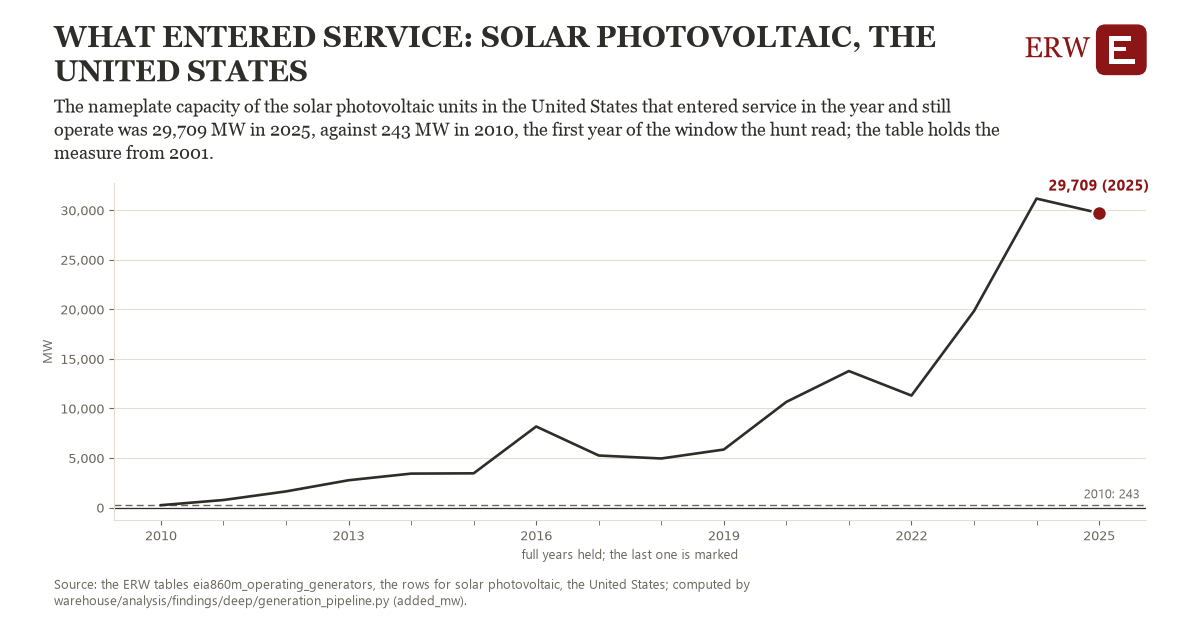 WHAT ENTERED SERVICE: SOLAR PHOTOVOLTAIC, THE
UNITED STATES
ERW E
The nameplate capacity of the solar photovoltaic units in the United States that entered service in the year and still
operate was 29,709 MW in 2025, against 243 MW in 2010, the first year of the window the hunt read; the table holds the
measure from 2001.
29,709 (2025)
30,000
25,000
20,000
15,000
10,000
5,000
0
MW
2010: 243
2010 2013 2016 2019 2022 2025
full years held; the last one is marked
Source: the ERW tables eia860m_operating_generators, the rows for solar photovoltaic, the United States; computed by
warehouse/analysis/findings/deep/generation_pipeline.py (added_mw).